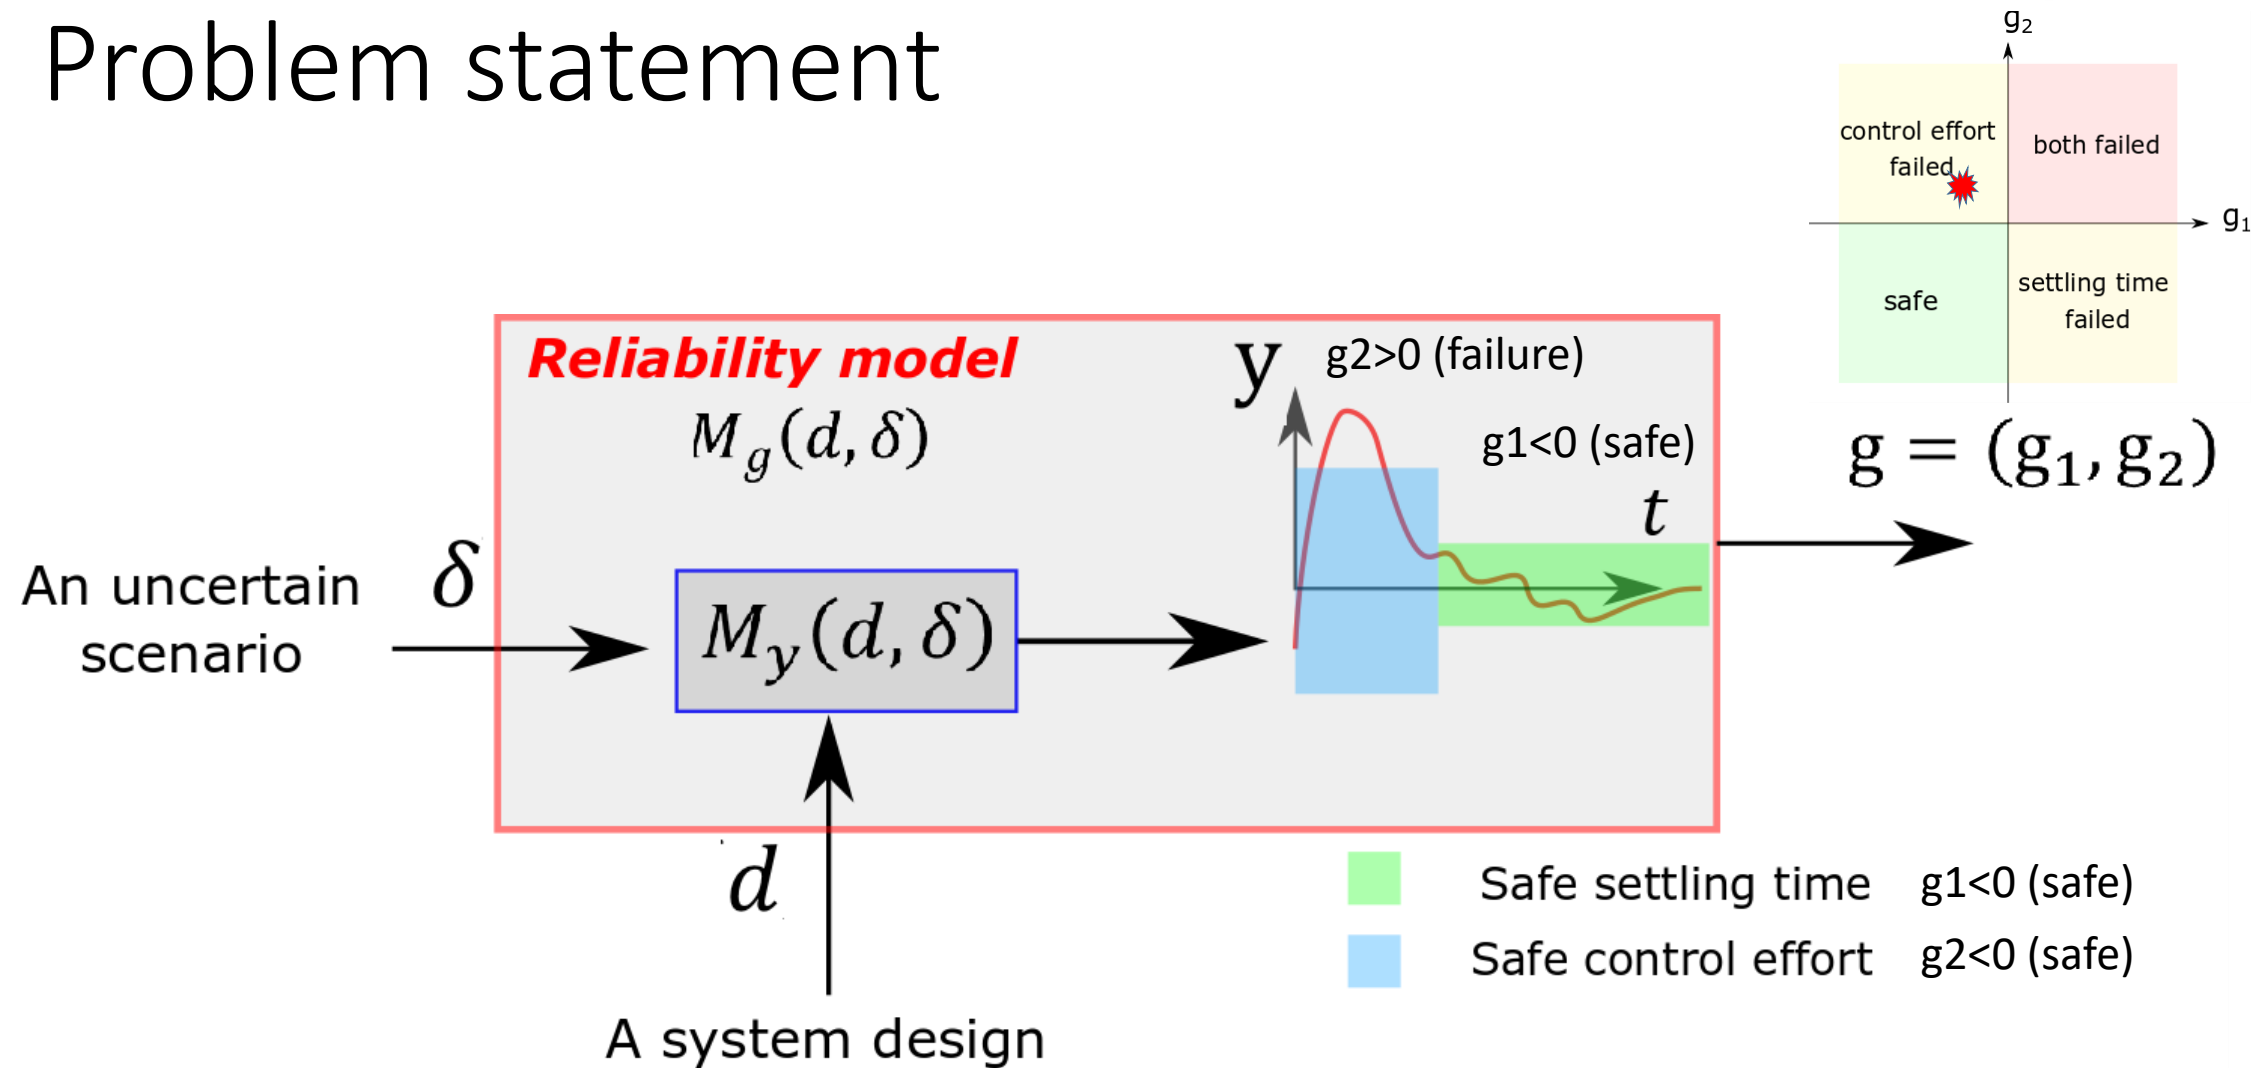 Problem statement
g₂
control effort
failed
both failed
g₁
safe
settling time
failed
Reliability model
M_g(d, δ)
y
g2>0 (failure)
g1<0 (safe)
t
g = (g₁, g₂)
An uncertain
scenario
δ
M_y(d, δ)
d
A system design
Safe settling time g1<0 (safe)
Safe control effort g2<0 (safe)